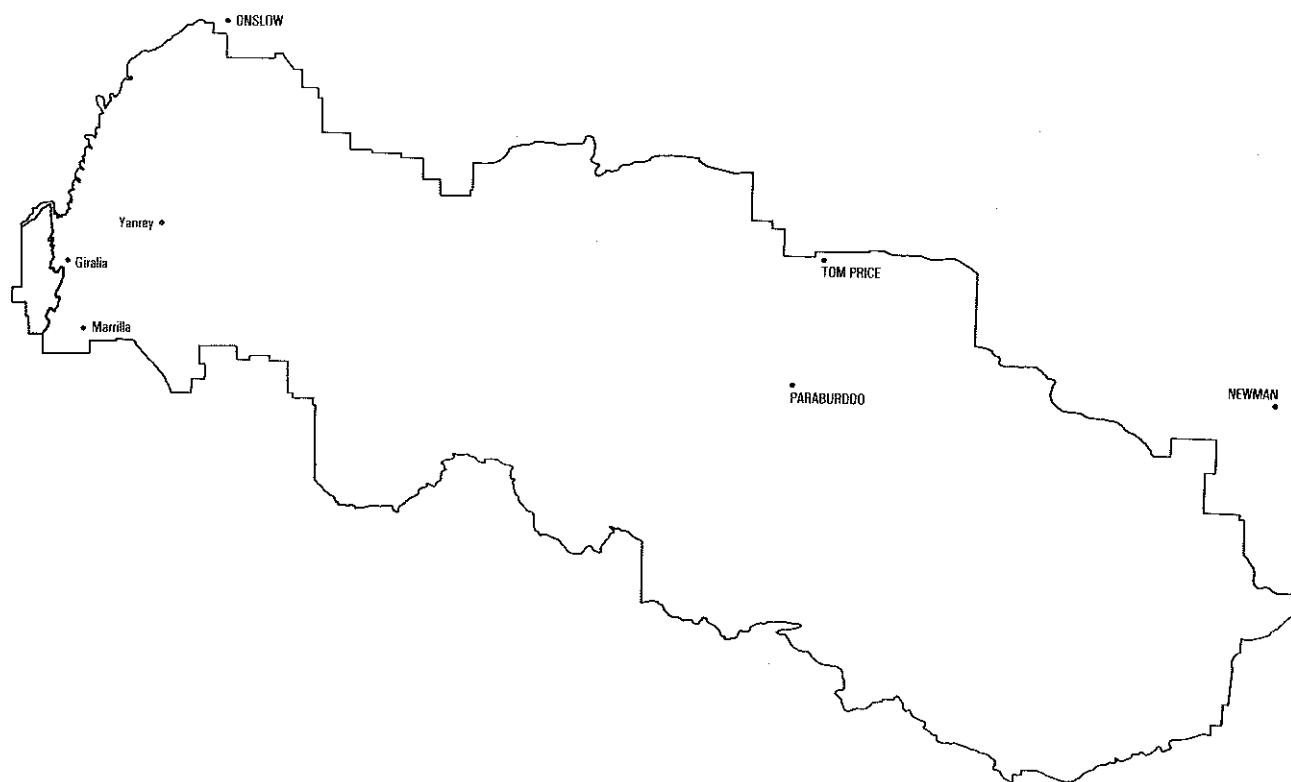 ONSLOW
Yanrey
Giralia
TOM PRICE
Marrilla
PARABURDOO
NEWMAN